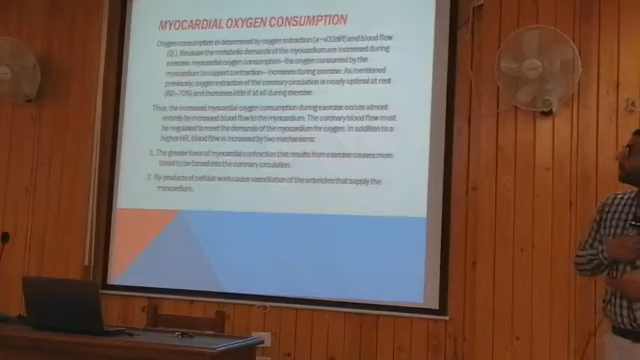 MYOCARDIAL OXYGEN CONSUMPTION
Oxygen consumption is determined by oxygen extraction (a-vO2diff) and blood flow
(Q). Because the metabolic demands of the myocardium are increased during
exercise, myocardial oxygen consumption—the oxygen consumed by the
myocardium to support contraction—increases during exercise. As mentioned
previously, oxygen extraction of the coronary circulation is nearly optimal at rest
(60–70%) and increases little if at all during exercise.
Thus, the increased myocardial oxygen consumption during exercise occurs almost
entirely by increased blood flow to the myocardium. The coronary blood flow must
be regulated to meet the demands of the myocardium for oxygen. In addition to a
higher HR, blood flow is increased by two mechanisms:
1. The greater force of myocardial contraction that results from exercise causes more
blood to be forced into the coronary circulation.
2. By-products of cellular work cause vasodilation of the arterioles that supply the
myocardium.